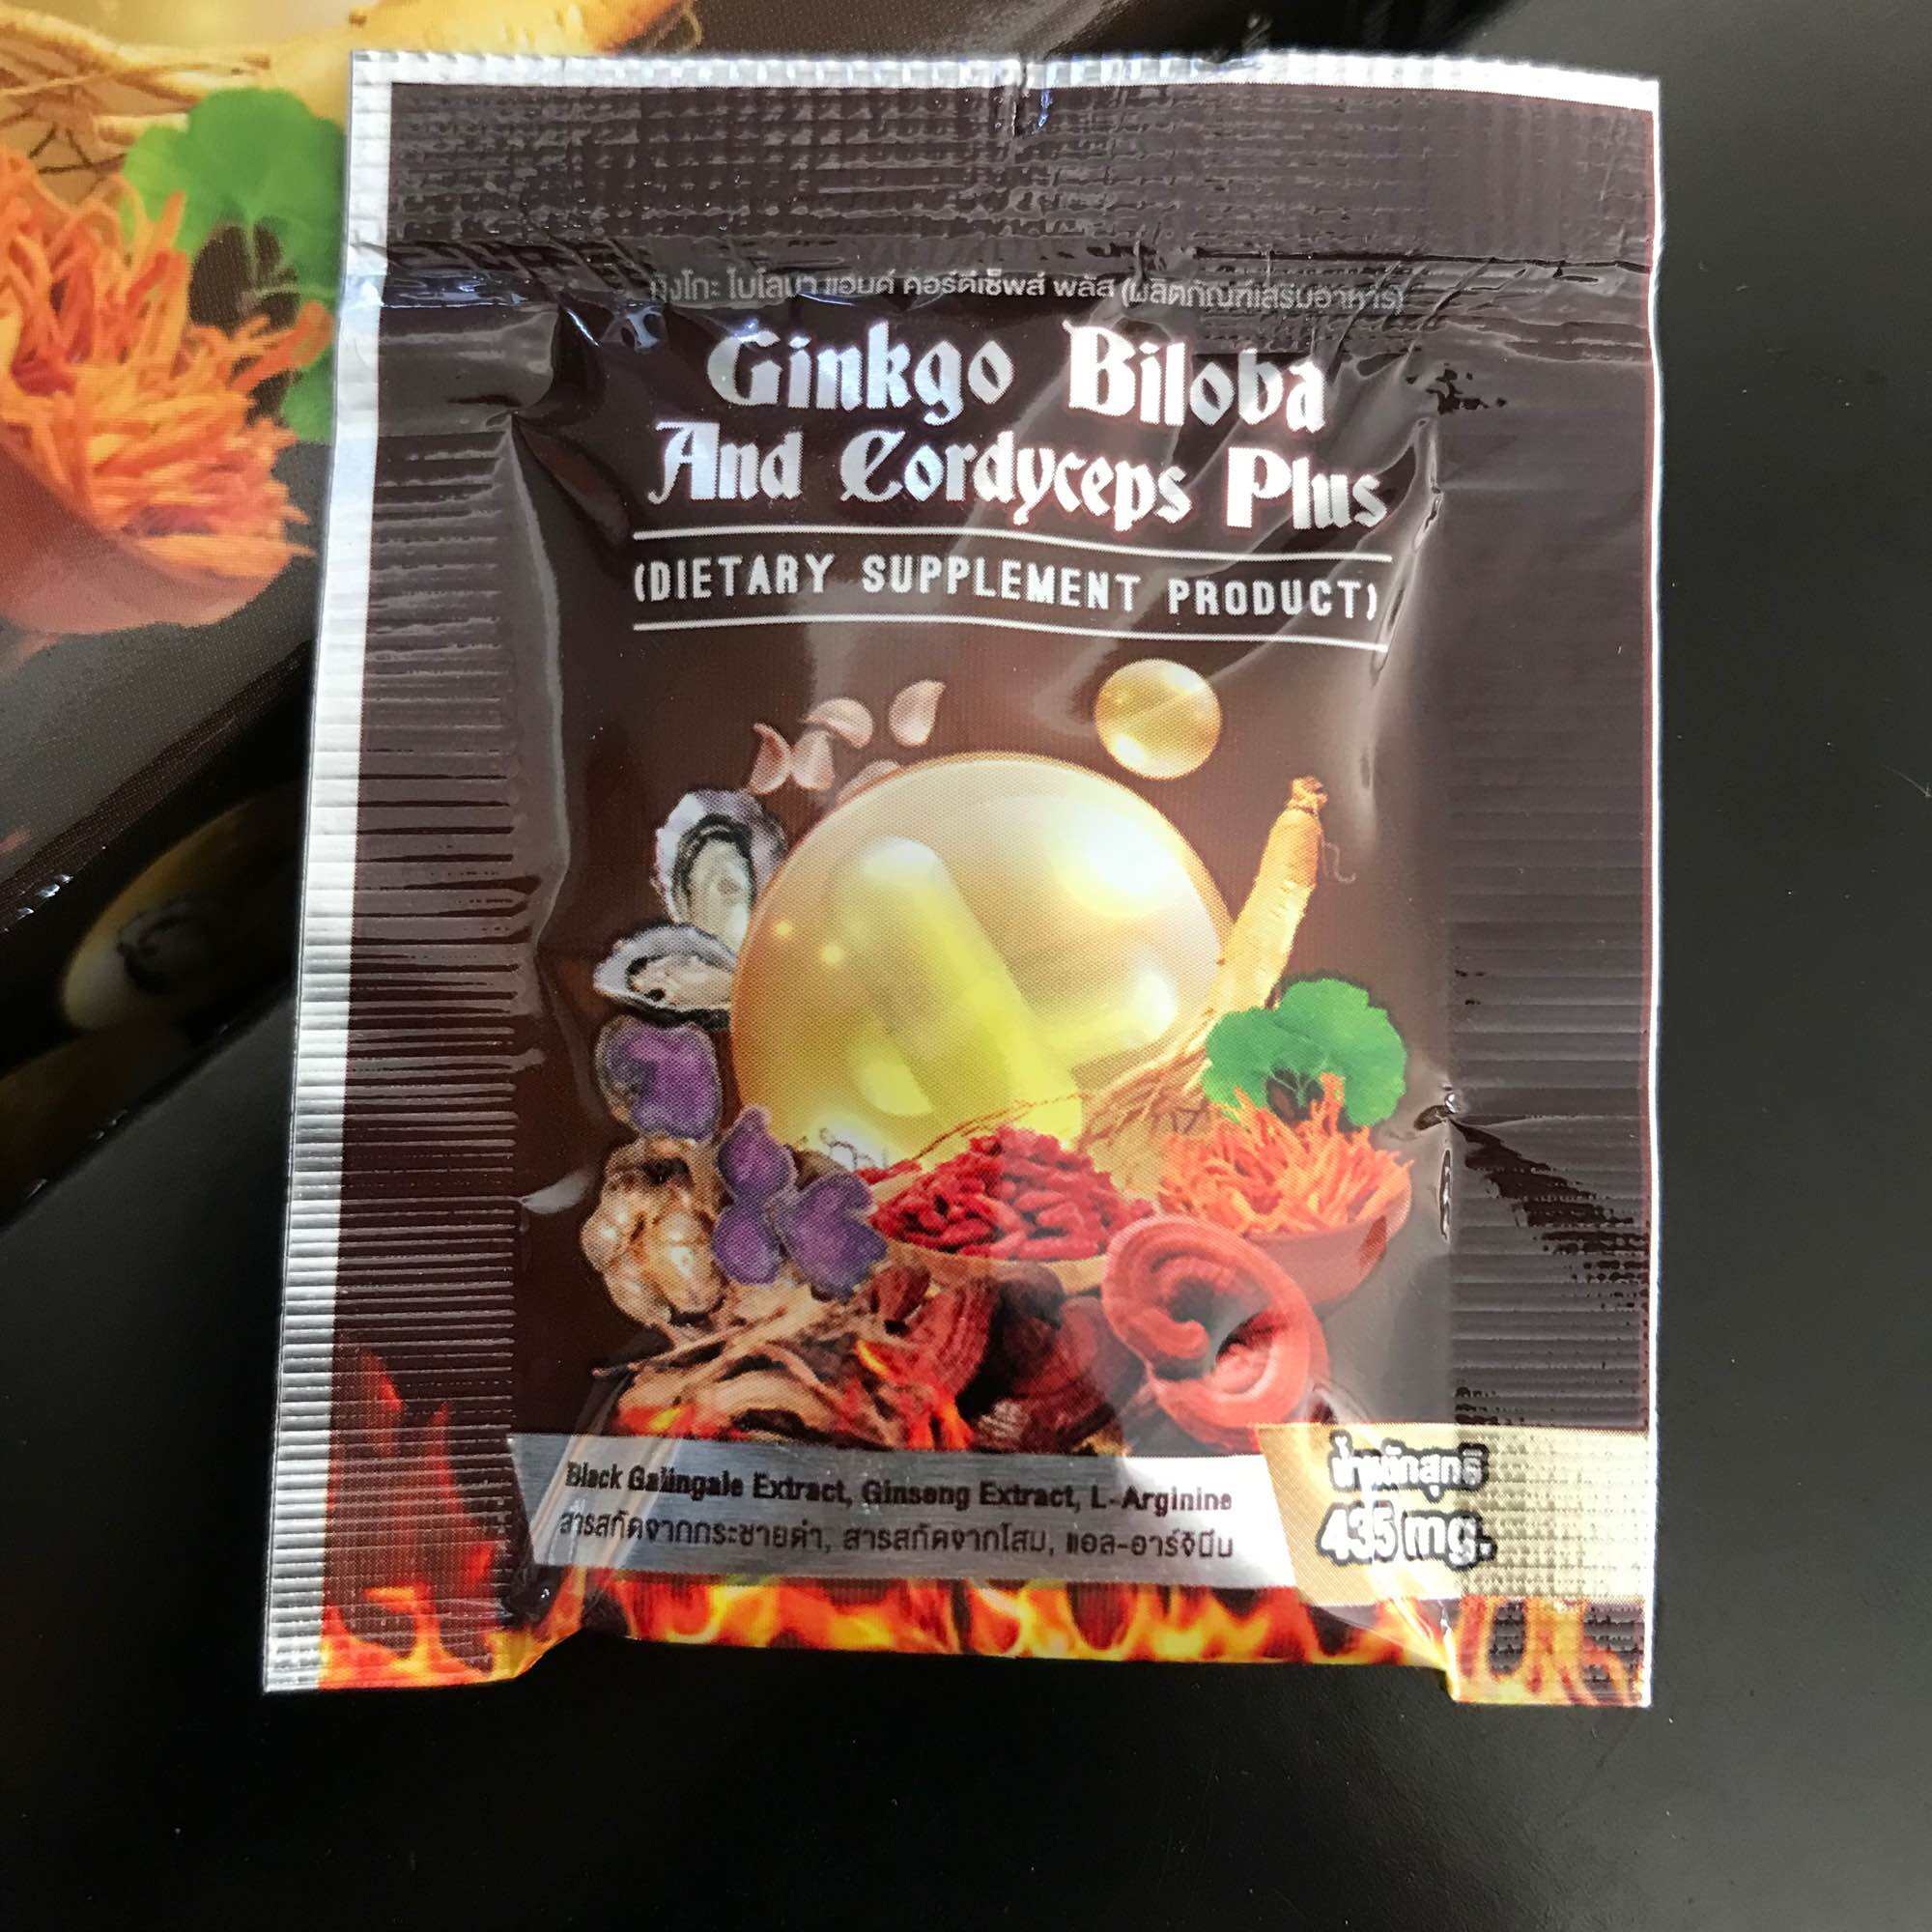 กิงโกะ ไบโลบา แอนด์ คอร์ดีเซ็พส์ พลัส (ผลิตภัณฑ์เสริมอาหาร)
Ginkgo Biloba
And Cordyceps Plus
(DIETARY SUPPLEMENT PRODUCT)
Black Galingale Extract, Ginseng Extract, L-Arginine
สารสกัดจากกระชายดำ, สารสกัดจากโสม, แอล-อาร์จินีน
น้ำหนักสุทธิ
435 mg.